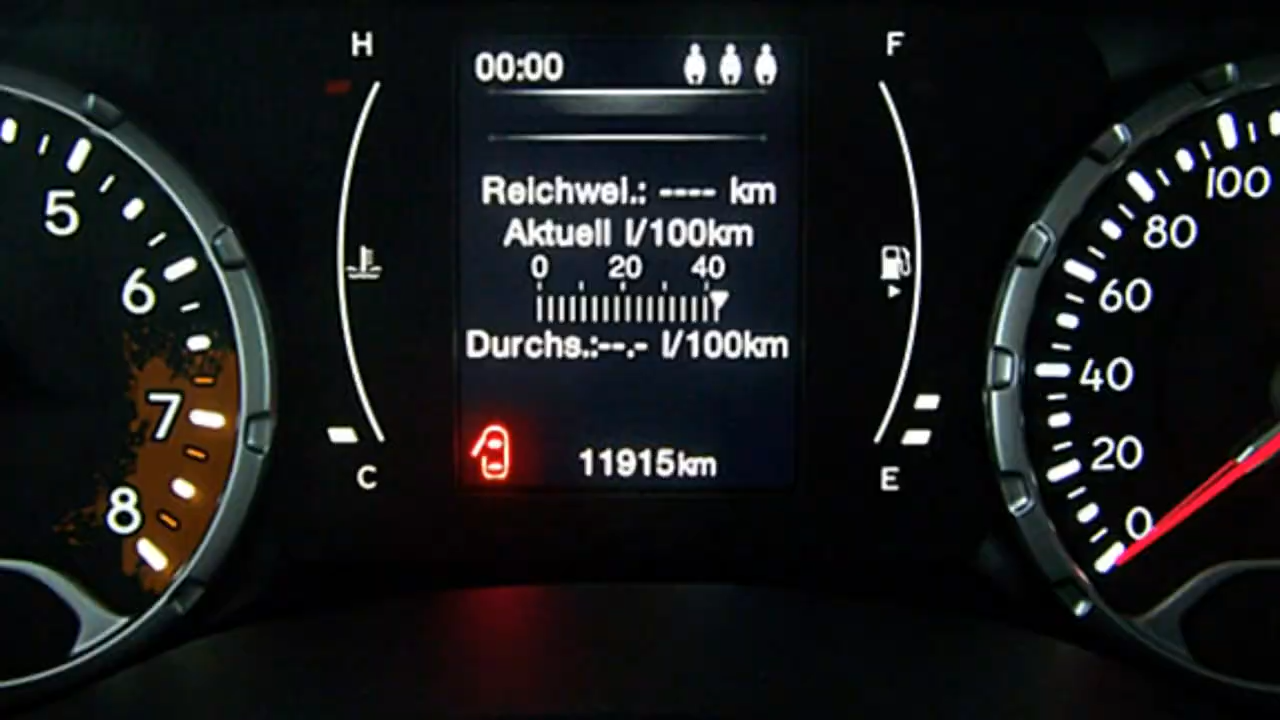 H
F
00:00
5
6
7
8
Reichwei.: ---- km
Aktuell l/100km
0 20 40
Durchs.:--.- l/100km
11915km
C
E
100
80
60
40
20
0